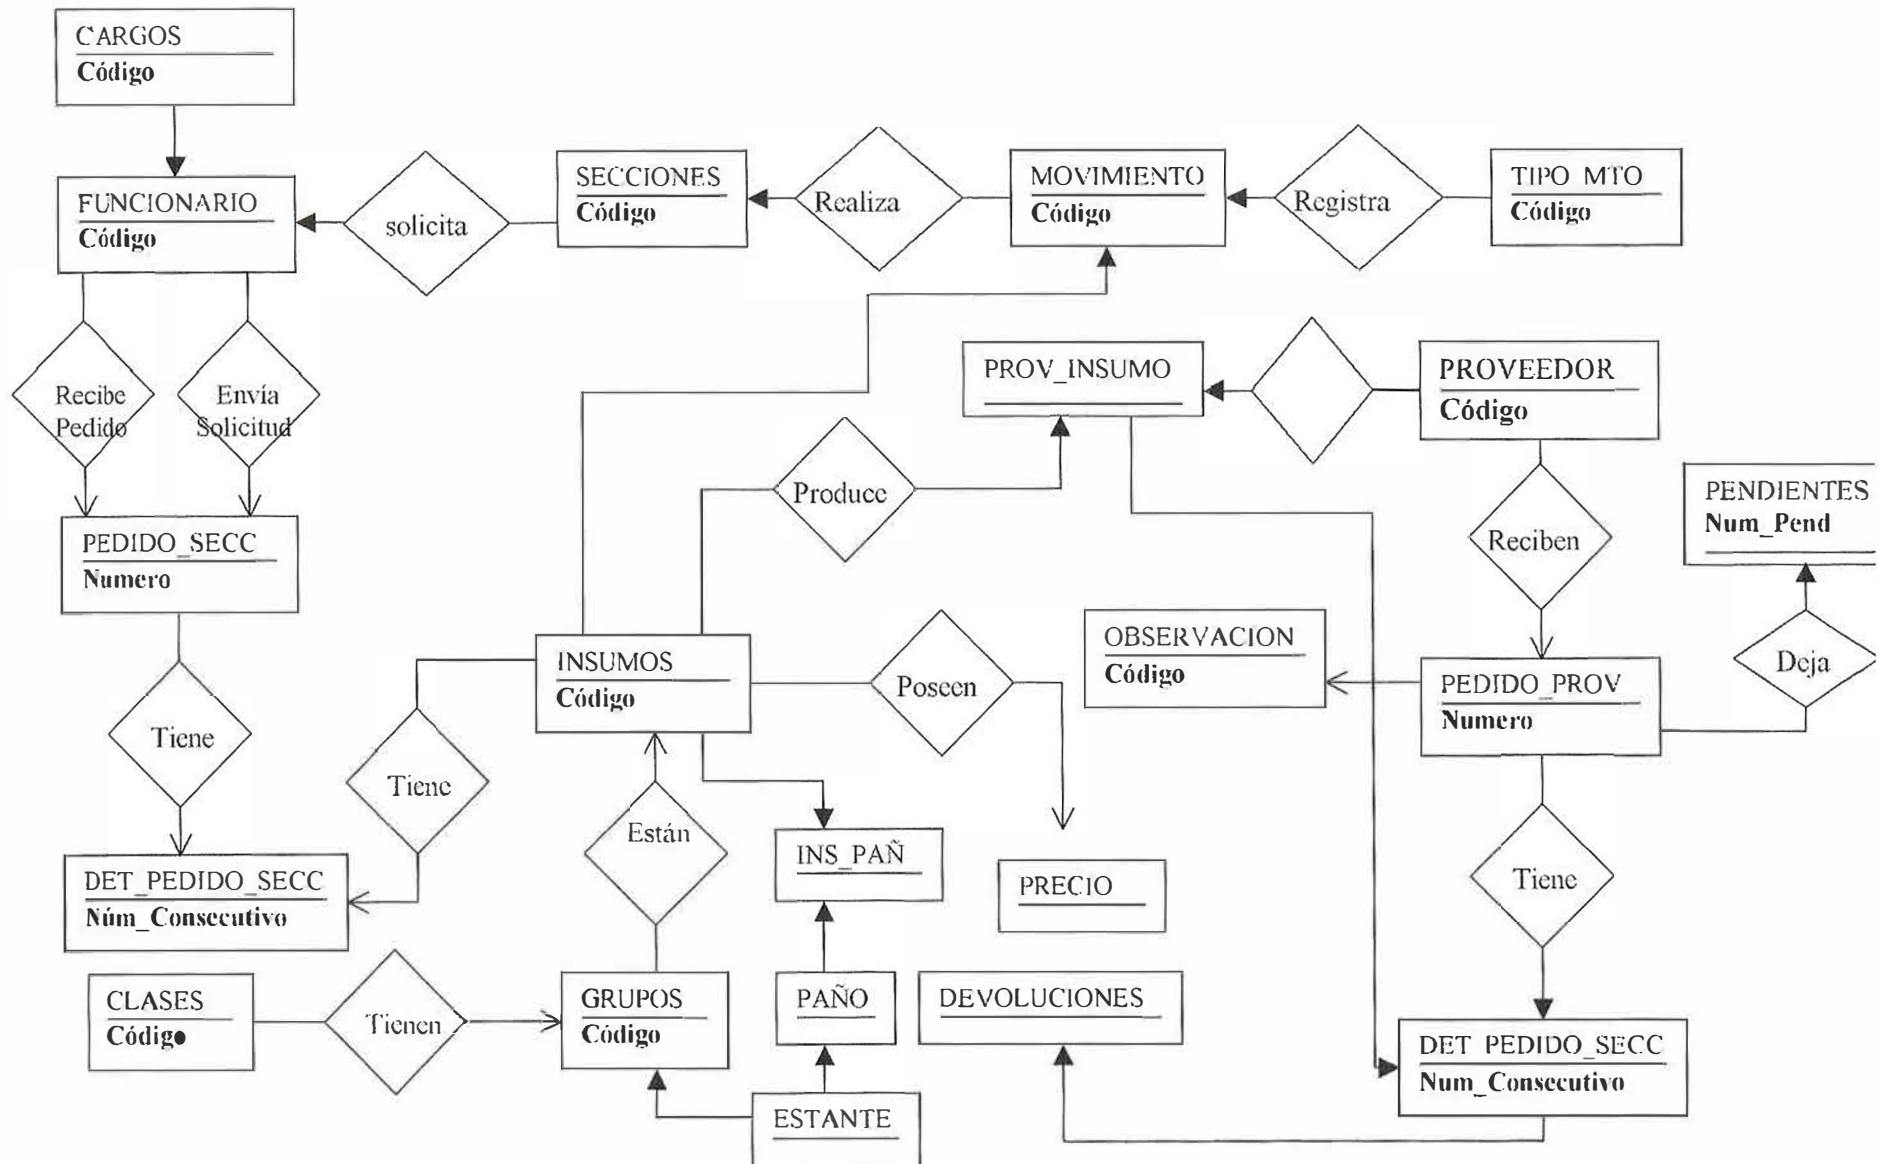 CARGOS
Código
FUNCIONARIO
Código
solicita
SECCIONES
Código
Realiza
MOVIMIENTO
Código
Registra
TIPO_MTO
Código
Recibe
Pedido
Envía
Solicitud
PROV_INSUMO
PROVEEDOR
Código
Produce
Reciben
PENDIENTES
Num_Pend
PEDIDO_SECC
Numero
INSUMOS
Código
Poseen
OBSERVACION
Código
PEDIDO_PROV
Numero
Deja
Tiene
Tiene
Están
INS_PAÑ
PRECIO
Tiene
DET_PEDIDO_SECC
Núm_Consecutivo
CLASES
Código
Tienen
GRUPOS
Código
PAÑO
DEVOLUCIONES
DET_PEDIDO_SECC
Num_Consecutivo
ESTANTE